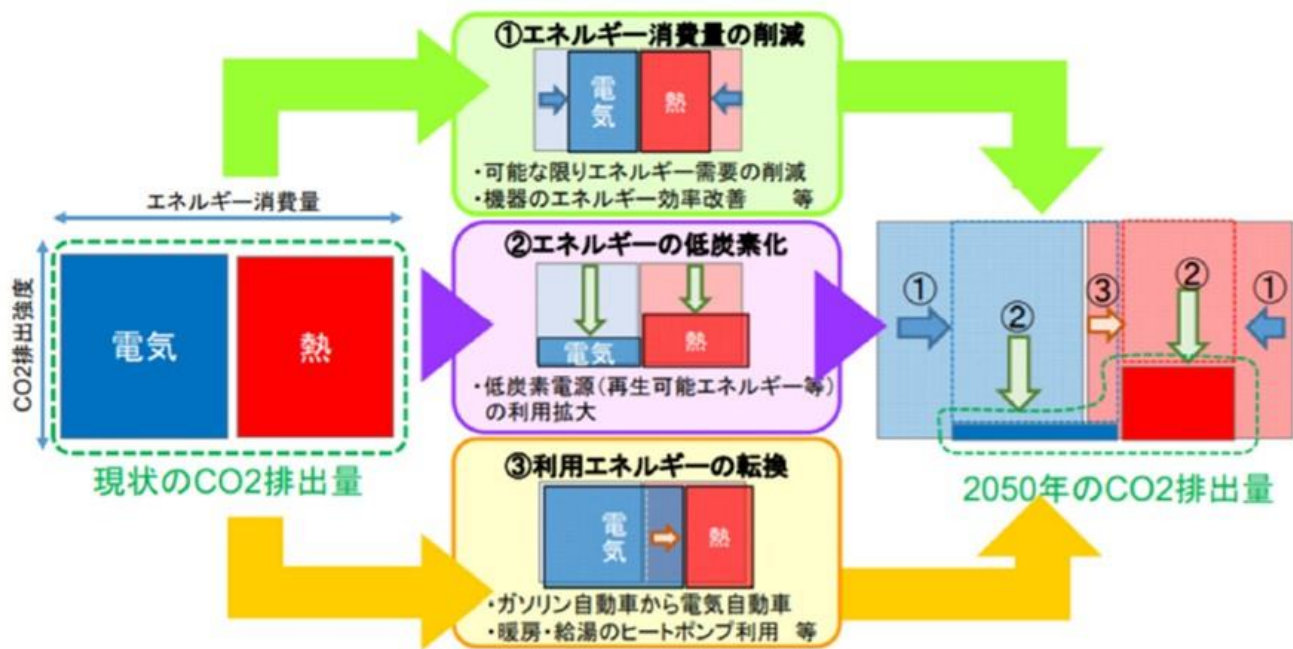 ①エネルギー消費量の削減
電気
熱
・可能な限りエネルギー需要の削減
・機器のエネルギー効率改善 等
エネルギー消費量
CO2排出強度
電気
熱
現状のCO2排出量
②エネルギーの低炭素化
電気
熱
・低炭素電源(再生可能エネルギー等)
の利用拡大
③利用エネルギーの転換
電気
熱
・ガソリン自動車から電気自動車
・暖房・給湯のヒートポンプ利用 等
①
②
③
②
①
2050年のCO2排出量